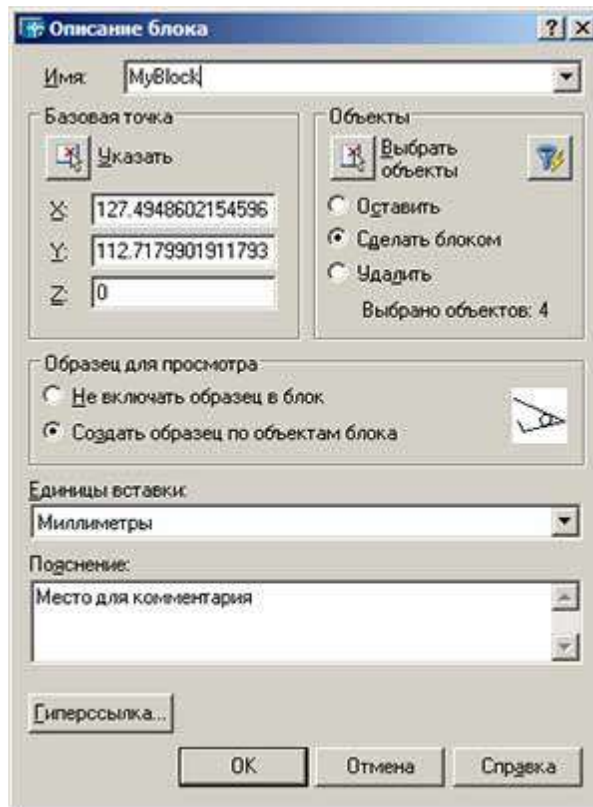 Описание блока
Имя: MyBlock
Базовая точка
Указать
X: 127.4948602154596
Y: 112.7179901911793
Z: 0
Объекты
Выбрать
объекты
Оставить
Сделать блоком
Удалить
Выбрано объектов: 4
Образец для просмотра
Не включать образец в блок
Создать образец по объектам блока
Единицы вставки:
Миллиметры
Пояснение:
Место для комментария
Гиперссылка...
OK Отмена Справка